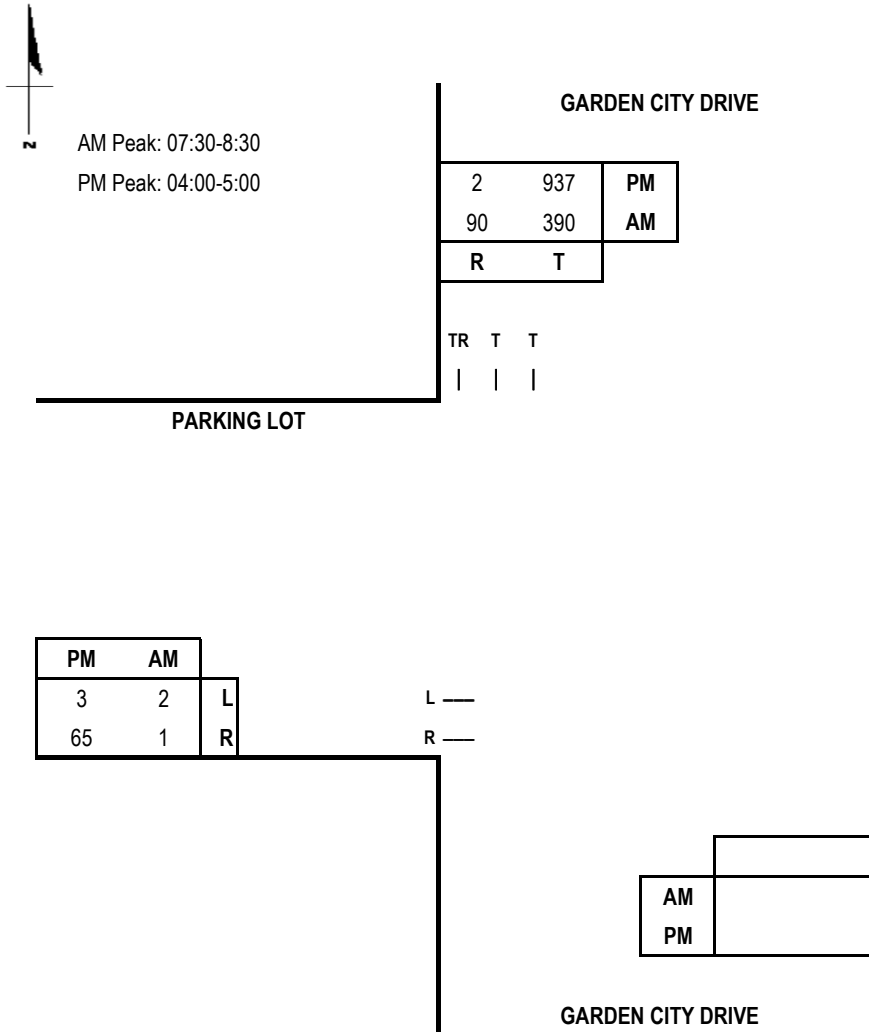 GARDEN CITY DRIVE
N
AM Peak: 07:30-8:30
PM Peak: 04:00-5:00
2 937 PM
90 390 AM
R T
TR T T
PARKING LOT
PM AM
3 2 L
65 1 R
L
R
AM
PM
GARDEN CITY DRIVE